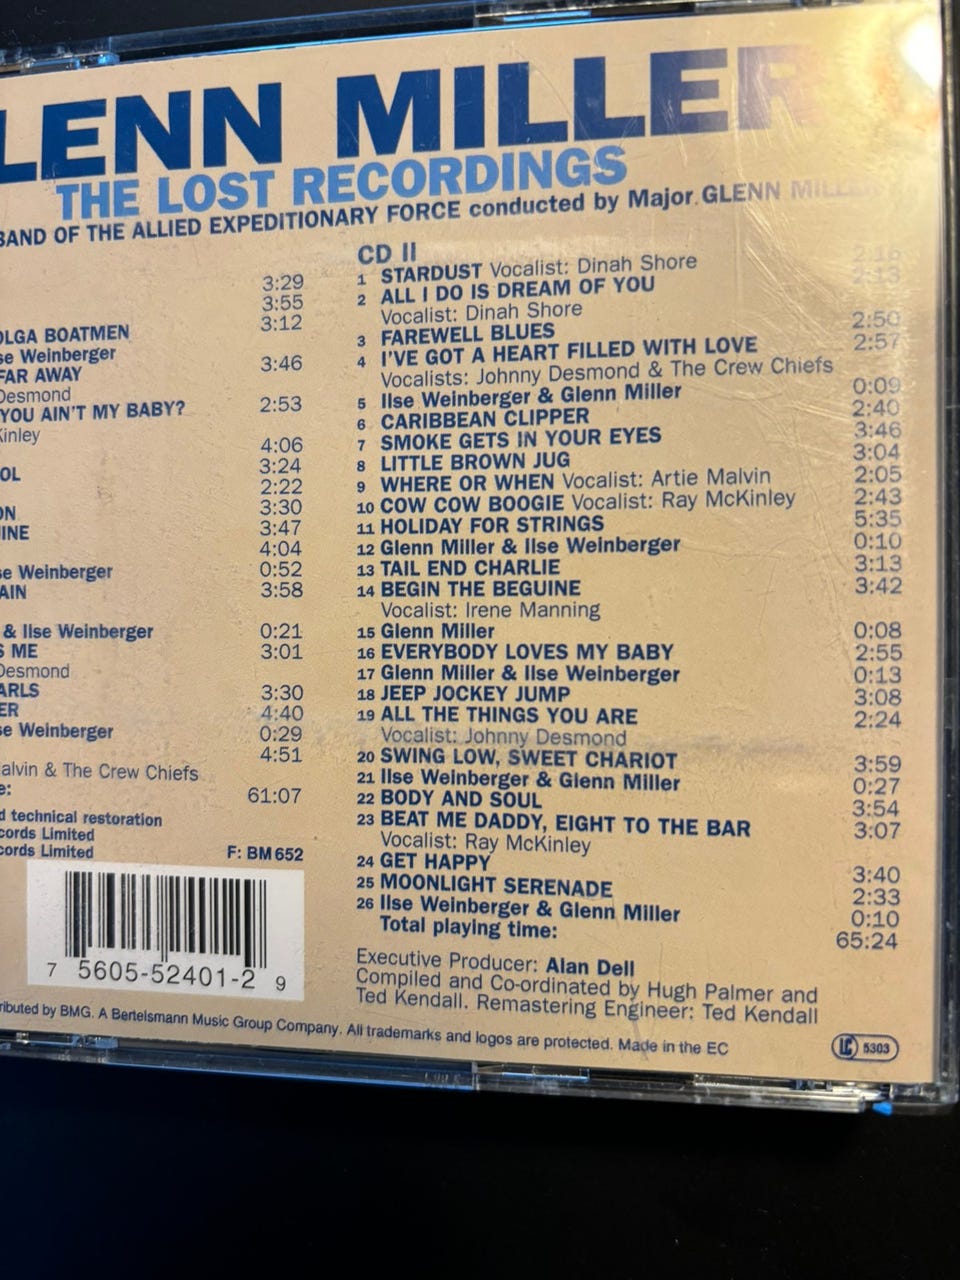 LENN MILLER
THE LOST RECORDINGS
BAND OF THE ALLIED EXPEDITIONARY FORCE conducted by Major GLENN MILLER
3:29
3:55
OLGA BOATMEN 3:12
se Weinberger
FAR AWAY 3:46
Desmond
YOU AIN'T MY BABY? 2:53
Kinley
4:06
OL 3:24
2:22
ON 3:30
INE 3:47
4:04
se Weinberger 0:52
AIN 3:58
& Ilse Weinberger 0:21
S ME 3:01
Desmond
ARLS 3:30
ER 4:40
se Weinberger 0:29
4:51
alvin & The Crew Chiefs
e: 61:07
d technical restoration
cords Limited
cords Limited F: BM 652
7 5605-52401-2 9
CD II
1 STARDUST Vocalist: Dinah Shore 2:16
2 ALL I DO IS DREAM OF YOU 2:13
Vocalist: Dinah Shore
3 FAREWELL BLUES 2:50
4 I'VE GOT A HEART FILLED WITH LOVE 2:57
Vocalists: Johnny Desmond & The Crew Chiefs
5 Ilse Weinberger & Glenn Miller 0:09
6 CARIBBEAN CLIPPER 2:40
7 SMOKE GETS IN YOUR EYES 3:46
8 LITTLE BROWN JUG 3:04
9 WHERE OR WHEN Vocalist: Artie Malvin 2:05
10 COW COW BOOGIE Vocalist: Ray McKinley 2:43
11 HOLIDAY FOR STRINGS 5:35
12 Glenn Miller & Ilse Weinberger 0:10
13 TAIL END CHARLIE 3:13
14 BEGIN THE BEGUINE 3:42
Vocalist: Irene Manning
15 Glenn Miller 0:08
16 EVERYBODY LOVES MY BABY 2:55
17 Glenn Miller & Ilse Weinberger 0:13
18 JEEP JOCKEY JUMP 3:08
19 ALL THE THINGS YOU ARE 2:24
Vocalist: Johnny Desmond
20 SWING LOW, SWEET CHARIOT 3:59
21 Ilse Weinberger & Glenn Miller 0:27
22 BODY AND SOUL 3:54
23 BEAT ME DADDY, EIGHT TO THE BAR 3:07
Vocalist: Ray McKinley
24 GET HAPPY 3:40
25 MOONLIGHT SERENADE 2:33
26 Ilse Weinberger & Glenn Miller 0:10
Total playing time: 65:24
Executive Producer: Alan Dell
Compiled and Co-ordinated by Hugh Palmer and
Ted Kendall. Remastering Engineer: Ted Kendall
ributed by BMG. A Bertelsmann Music Group Company. All trademarks and logos are protected. Made in the EC
LC 5303